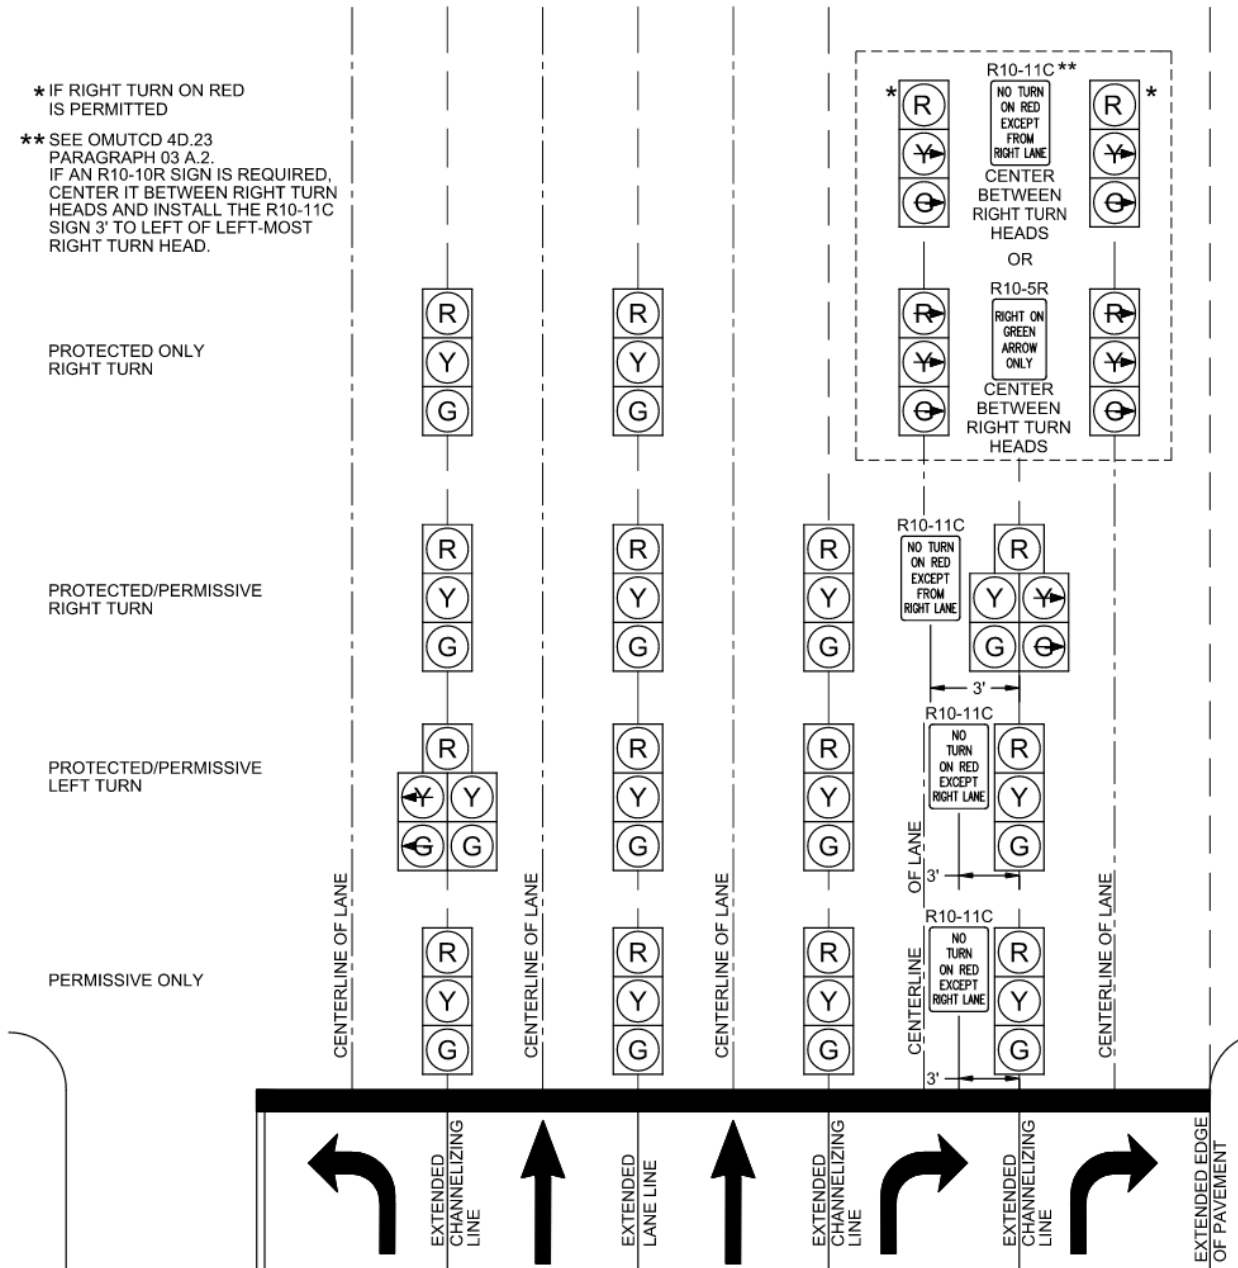 * IF RIGHT TURN ON RED
IS PERMITTED
** SEE OMUTCD 4D.23
PARAGRAPH 03 A.2.
IF AN R10-10R SIGN IS REQUIRED,
CENTER IT BETWEEN RIGHT TURN
HEADS AND INSTALL THE R10-11C
SIGN 3' TO LEFT OF LEFT-MOST
RIGHT TURN HEAD.
R10-11C **
* R
NO TURN
ON RED
EXCEPT
FROM
RIGHT LANE
R *
Y
Y
G
G
CENTER
BETWEEN
RIGHT TURN
HEADS
OR
PROTECTED ONLY
RIGHT TURN
R
Y
G
R
Y
G
R
Y
G
R10-5R
RIGHT ON
GREEN
ARROW
ONLY
CENTER
BETWEEN
RIGHT TURN
HEADS
R
Y
G
PROTECTED/PERMISSIVE
RIGHT TURN
R
Y
G
R
Y
G
R
Y
G
R10-11C
NO TURN
ON RED
EXCEPT
FROM
RIGHT LANE
R
Y Y
G G
3'
PROTECTED/PERMISSIVE
LEFT TURN
R
Y Y
G G
R
Y
G
R
Y
G
R10-11C
NO
TURN
ON RED
EXCEPT
RIGHT LANE
R
Y
G
3'
PERMISSIVE ONLY
R
Y
G
R
Y
G
R
Y
G
R10-11C
NO
TURN
ON RED
EXCEPT
RIGHT LANE
R
Y
G
3'
CENTERLINE OF LANE
CENTERLINE OF LANE
CENTERLINE OF LANE
CENTERLINE OF LANE
CENTERLINE OF LANE
EXTENDED
CHANNELIZING
LINE
EXTENDED
LANE LINE
EXTENDED
CHANNELIZING
LINE
EXTENDED
CHANNELIZING
LINE
EXTENDED EDGE
OF PAVEMENT